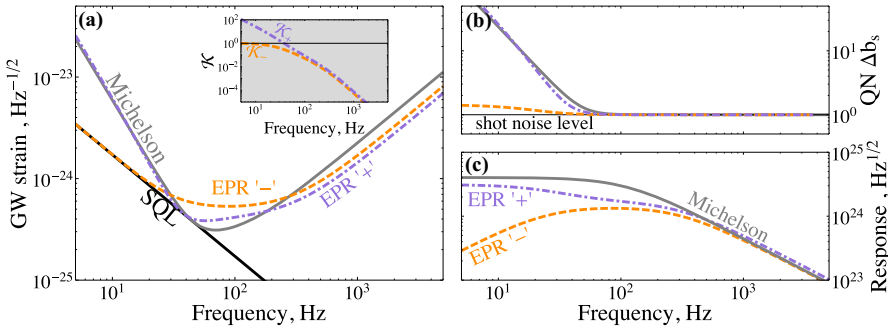 (a)
GW strain , Hz^-1/2
10^-23
10^-24
10^-25
10^1
10^2
10^3
Frequency, Hz
Michelson
SQL
EPR '−'
EPR '+'
𝒦
10^2
10^0
10^-2
10^-4
10^1
10^2
10^3
Frequency, Hz
𝒦+
𝒦−
(b)
shot noise level
10^1
10^0
QN Δb_s
(c)
EPR '+'
EPR '−'
Michelson
10^25
10^24
10^23
Response, Hz^1/2
10^1
10^2
10^3
Frequency, Hz